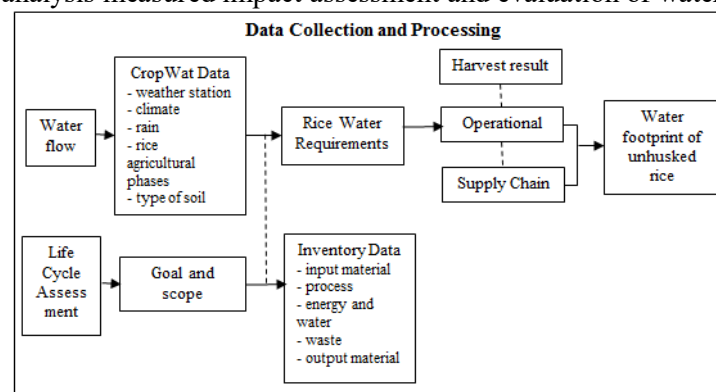 analysis measured impact assessment and evaluation of water
Data Collection and Processing
Water
flow
CropWat Data
- weather station
- climate
- rain
- rice
agricultural
phases
- type of soil
Rice Water
Requirements
Harvest result
Operational
Supply Chain
Water
footprint of
unhusked
rice
Life
Cycle
Assess
ment
Goal and
scope
Inventory Data
- input material
- process
- energy and
water
- waste
- output material